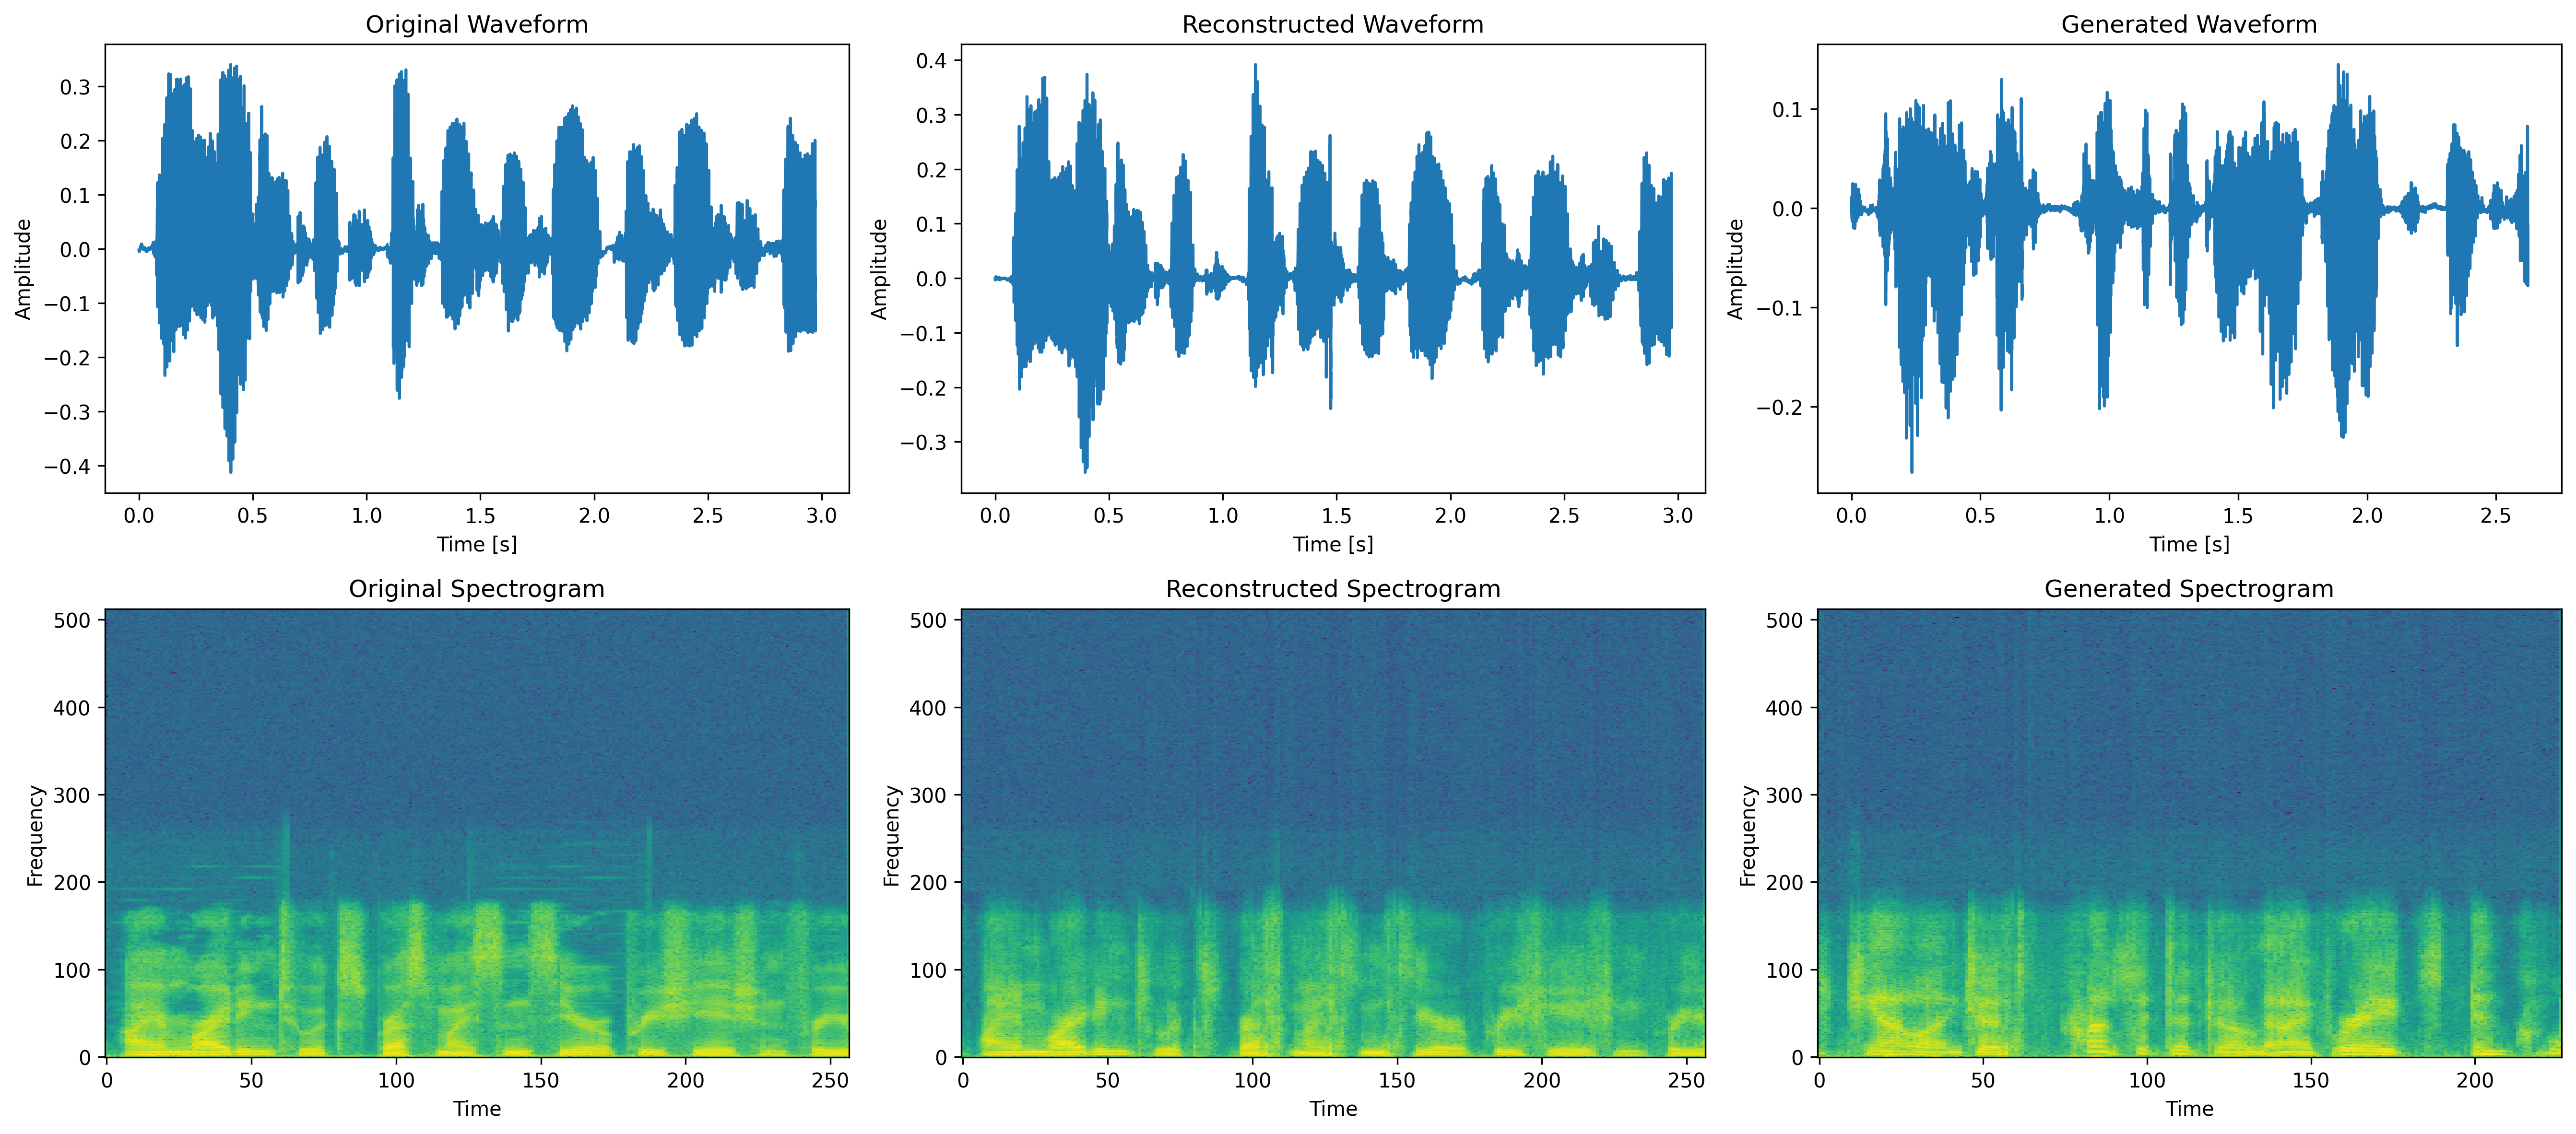 Original Waveform
Amplitude
0.3
0.2
0.1
0.0
−0.1
−0.2
−0.3
−0.4
0.0 0.5 1.0 1.5 2.0 2.5 3.0
Time [s]
Reconstructed Waveform
Amplitude
0.4
0.3
0.2
0.1
0.0
−0.1
−0.2
−0.3
0.0 0.5 1.0 1.5 2.0 2.5 3.0
Time [s]
Generated Waveform
Amplitude
0.1
0.0
−0.1
−0.2
0.0 0.5 1.0 1.5 2.0 2.5
Time [s]
Original Spectrogram
Frequency
500
400
300
200
100
0
0 50 100 150 200 250
Time
Reconstructed Spectrogram
Frequency
500
400
300
200
100
0
0 50 100 150 200 250
Time
Generated Spectrogram
Frequency
500
400
300
200
100
0
0 50 100 150 200
Time